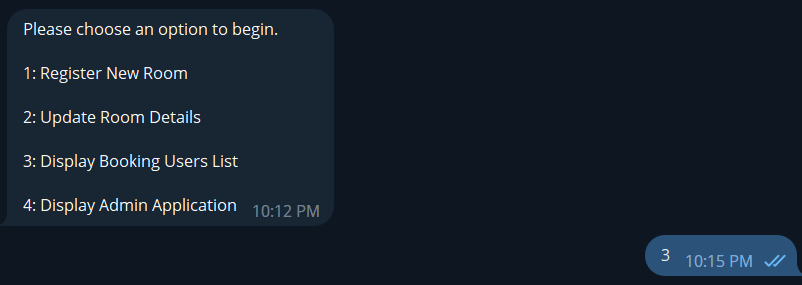 Please choose an option to begin.
1: Register New Room
2: Update Room Details
3: Display Booking Users List
4: Display Admin Application 10:12 PM
3 10:15 PM